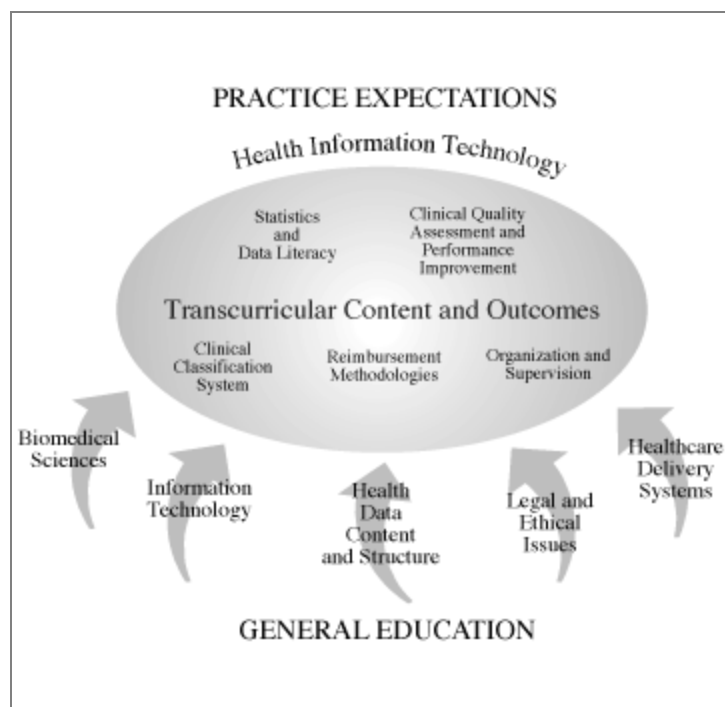 PRACTICE EXPECTATIONS
Health Information Technology
Statistics
and
Data Literacy
Clinical Quality
Assessment and
Performance
Improvement
Transcurricular Content and Outcomes
Clinical
Classification
System
Reimbursement
Methodologies
Organization and
Supervision
Biomedical
Sciences
Information
Technology
Health
Data
Content
and Structure
Legal and
Ethical
Issues
Healthcare
Delivery
Systems
GENERAL EDUCATION